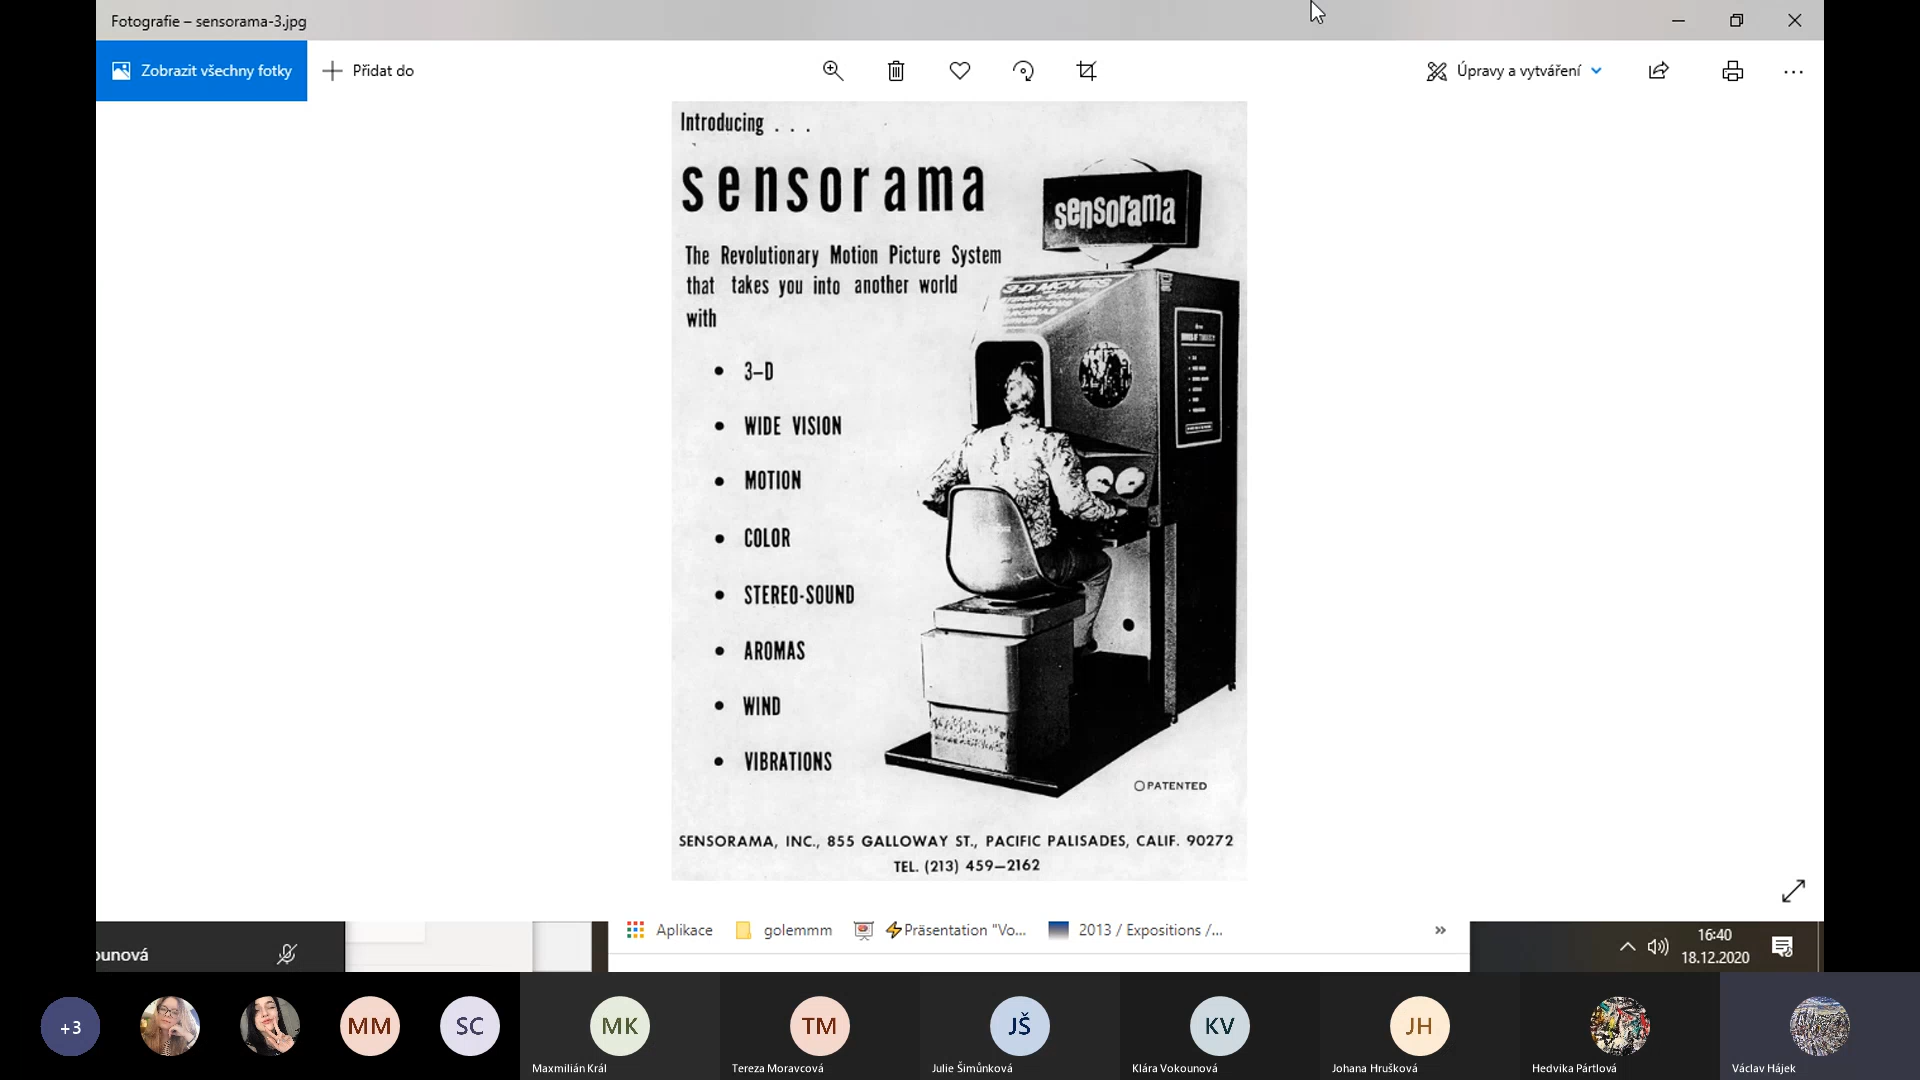 Fotografie – sensorama-3.jpg
Zobrazit všechny fotky
Přidat do
Úpravy a vytváření
Introducing . . .
sensorama
sensorama
The Revolutionary Motion Picture System
that takes you into another world
with
3-D MOVIES
• 3–D
• WIDE VISION
• MOTION
• COLOR
• STEREO-SOUND
• AROMAS
• WIND
• VIBRATIONS
PATENTED
SENSORAMA, INC., 855 GALLOWAY ST., PACIFIC PALISADES, CALIF. 90272
TEL. (213) 459–2162
ounová
Aplikace
golemmm
Präsentation "Vo...
2013 / Expositions /...
»
16:40
18.12.2020
+3
MM
SC
MK
TM
JŠ
KV
JH
Maxmilián Král
Tereza Moravcová
Julie Šimůnková
Klára Vokounová
Johana Hrušková
Hedvika Pártlová
Václav Hájek